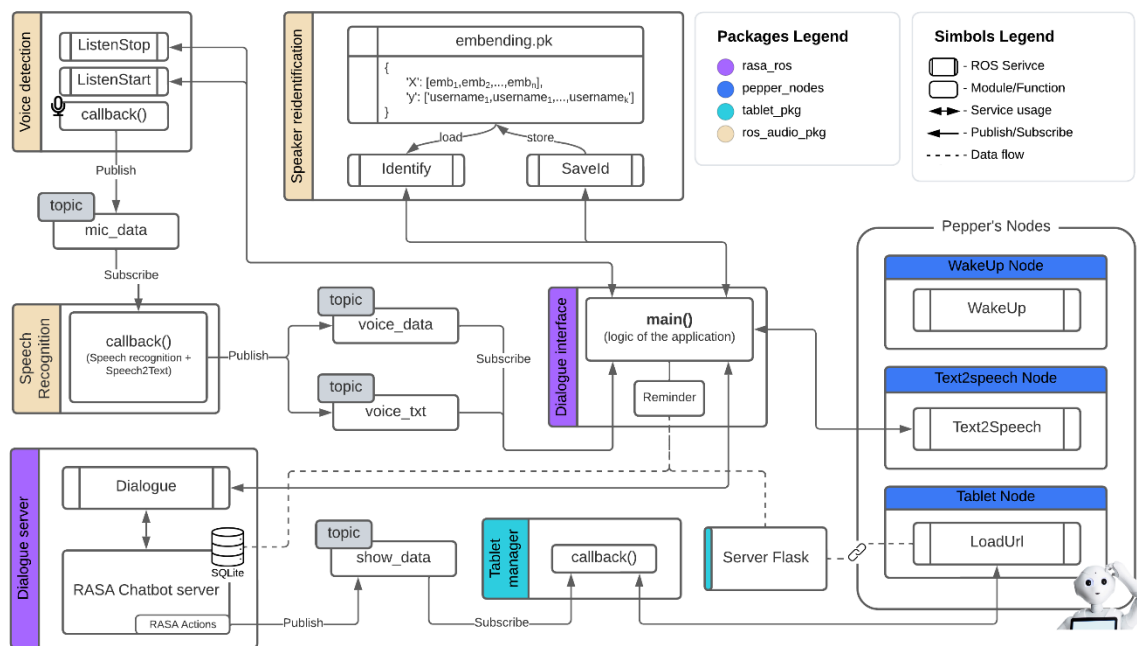 Voice detection
ListenStop
ListenStart
callback()
Publish
topic
mic_data
Subscribe
Speaker reidentification
embending.pk
{
'X': [emb1,emb2,...,embn],
'y': ['username1,username1,...,usernamek']
}
load
store
Identify
SaveId
Packages Legend
rasa_ros
pepper_nodes
tablet_pkg
ros_audio_pkg
Simbols Legend
- ROS Serivce
- Module/Function
- Service usage
- Publish/Subscribe
- Data flow
Speech
Recognition
callback()
(Speech recognition +
Speech2Text)
Publish
topic
voice_data
Subscribe
topic
voice_txt
Dialogue interface
main()
(logic of the application)
Reminder
Pepper's Nodes
WakeUp Node
WakeUp
Text2speech Node
Text2Speech
Tablet Node
LoadUrl
Dialogue server
Dialogue
SQLite
RASA Chatbot server
RASA Actions
Publish
topic
show_data
Subscribe
Tablet
manager
callback()
Server Flask